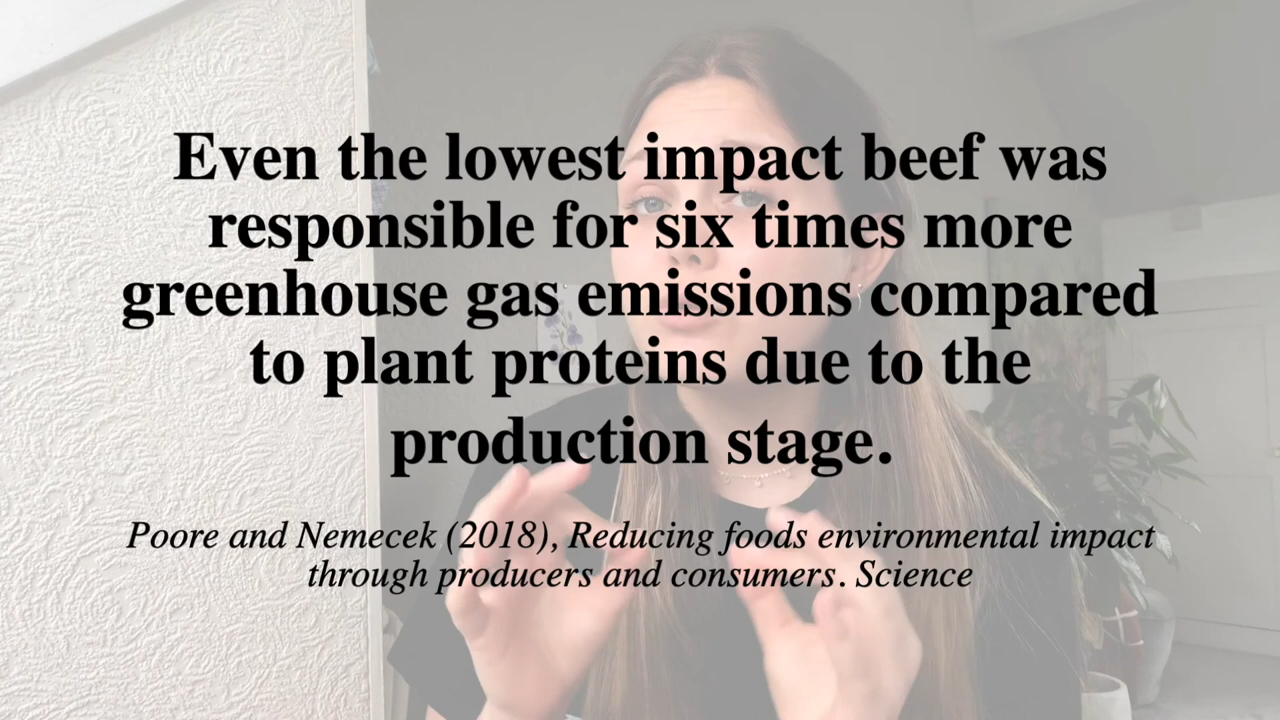 Even the lowest impact beef was
responsible for six times more
greenhouse gas emissions compared
to plant proteins due to the
production stage.
Poore and Nemecek (2018), Reducing foods environmental impact
through producers and consumers. Science